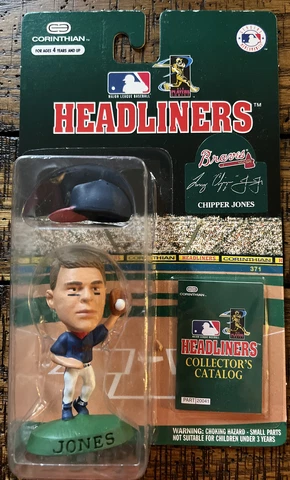 CORINTHIAN
FOR AGES 4 YEARS AND UP
MAJOR LEAGUE BASEBALL
HEADLINERS™
Braves
CHIPPER JONES
CORINTHIAN HEADLINERS CORINTHIAN
371
CORINTHIAN
HEADLINERS
COLLECTOR'S
CATALOG
PART 00041
JONES
WARNING: CHOKING HAZARD - SMALL PARTS
NOT SUITABLE FOR CHILDREN UNDER 3 YEARS